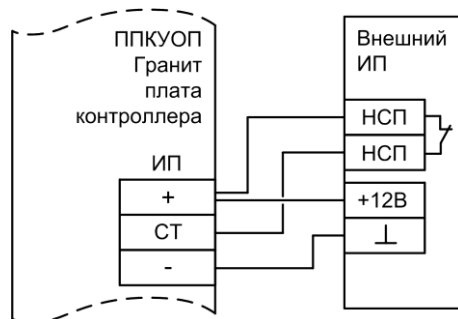 ППКУОП
Гранит
плата
контроллера
ИП
+
СТ
-
Внешний
ИП
НСП
НСП
+12В
⊥